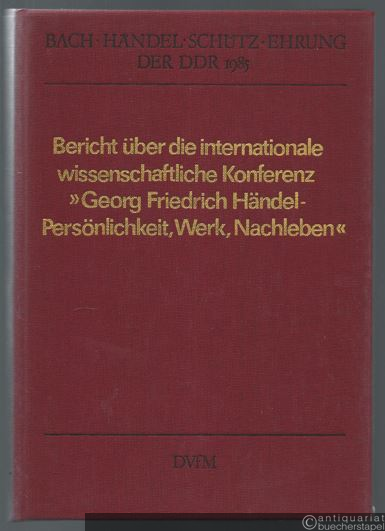 BACH · HÄNDEL · SCHÜTZ-EHRUNG
DER DDR 1985
Bericht über die internationale
wissenschaftliche Konferenz
»Georg Friedrich Händel-
Persönlichkeit, Werk, Nachleben«
DVfM
© antiquariat
buecherstapel